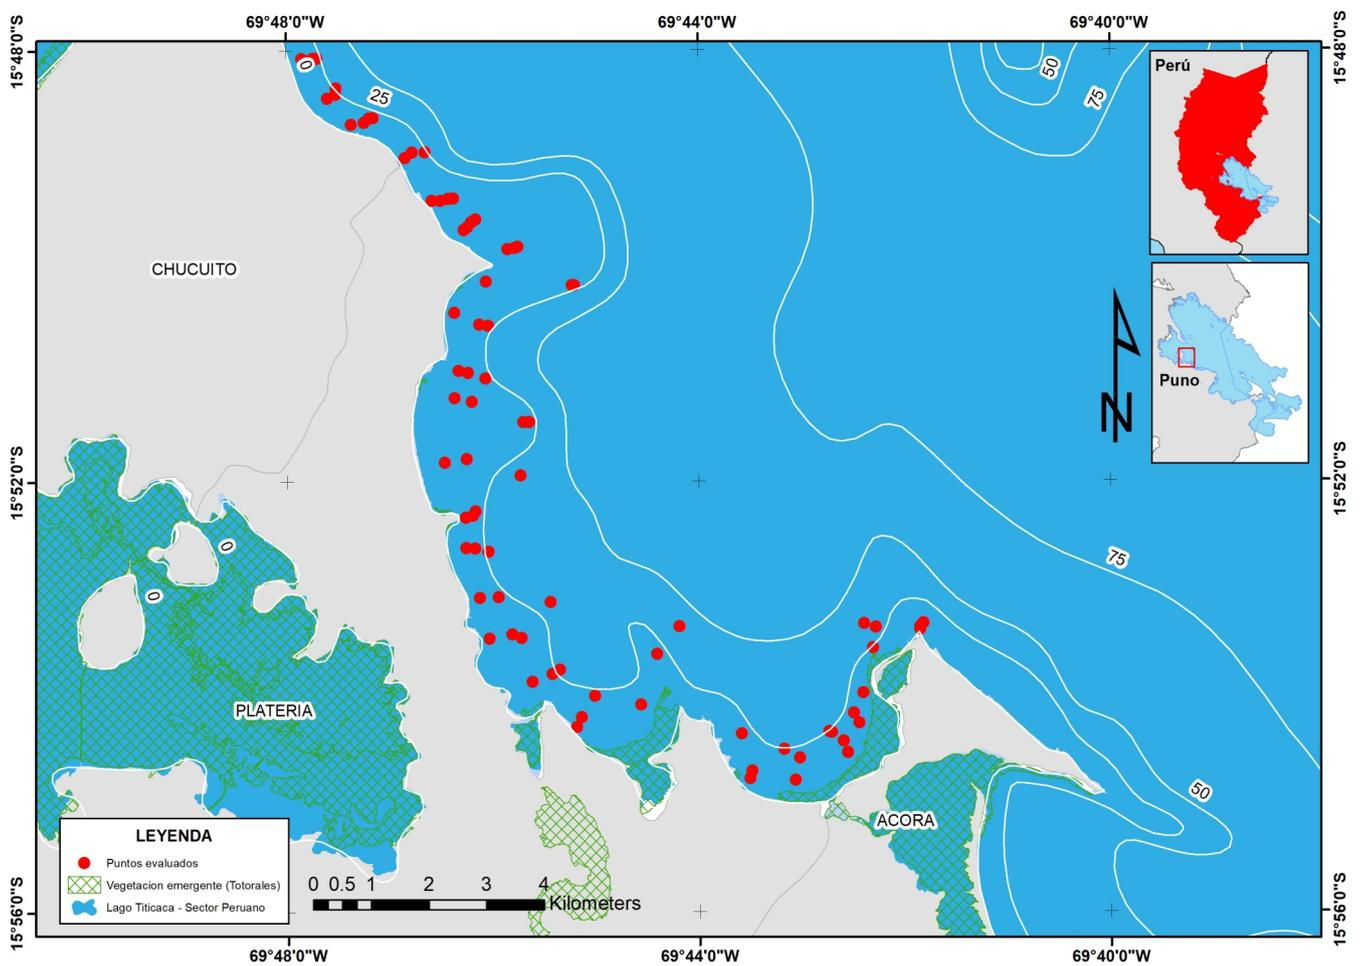 69°48'0"W
69°44'0"W
69°40'0"W
15°48'0"S
15°48'0"S
0
25
50
75
Perú
CHUCUITO
Puno
N
15°52'0"S
15°52'0"S
0
0
75
PLATERIA
50
ACORA
LEYENDA
Puntos evaluados
Vegetacion emergente (Totorales)
Lago Titicaca - Sector Peruano
0 0.5 1 2 3 4
Kilometers
15°56'0"S
15°56'0"S
69°48'0"W
69°44'0"W
69°40'0"W